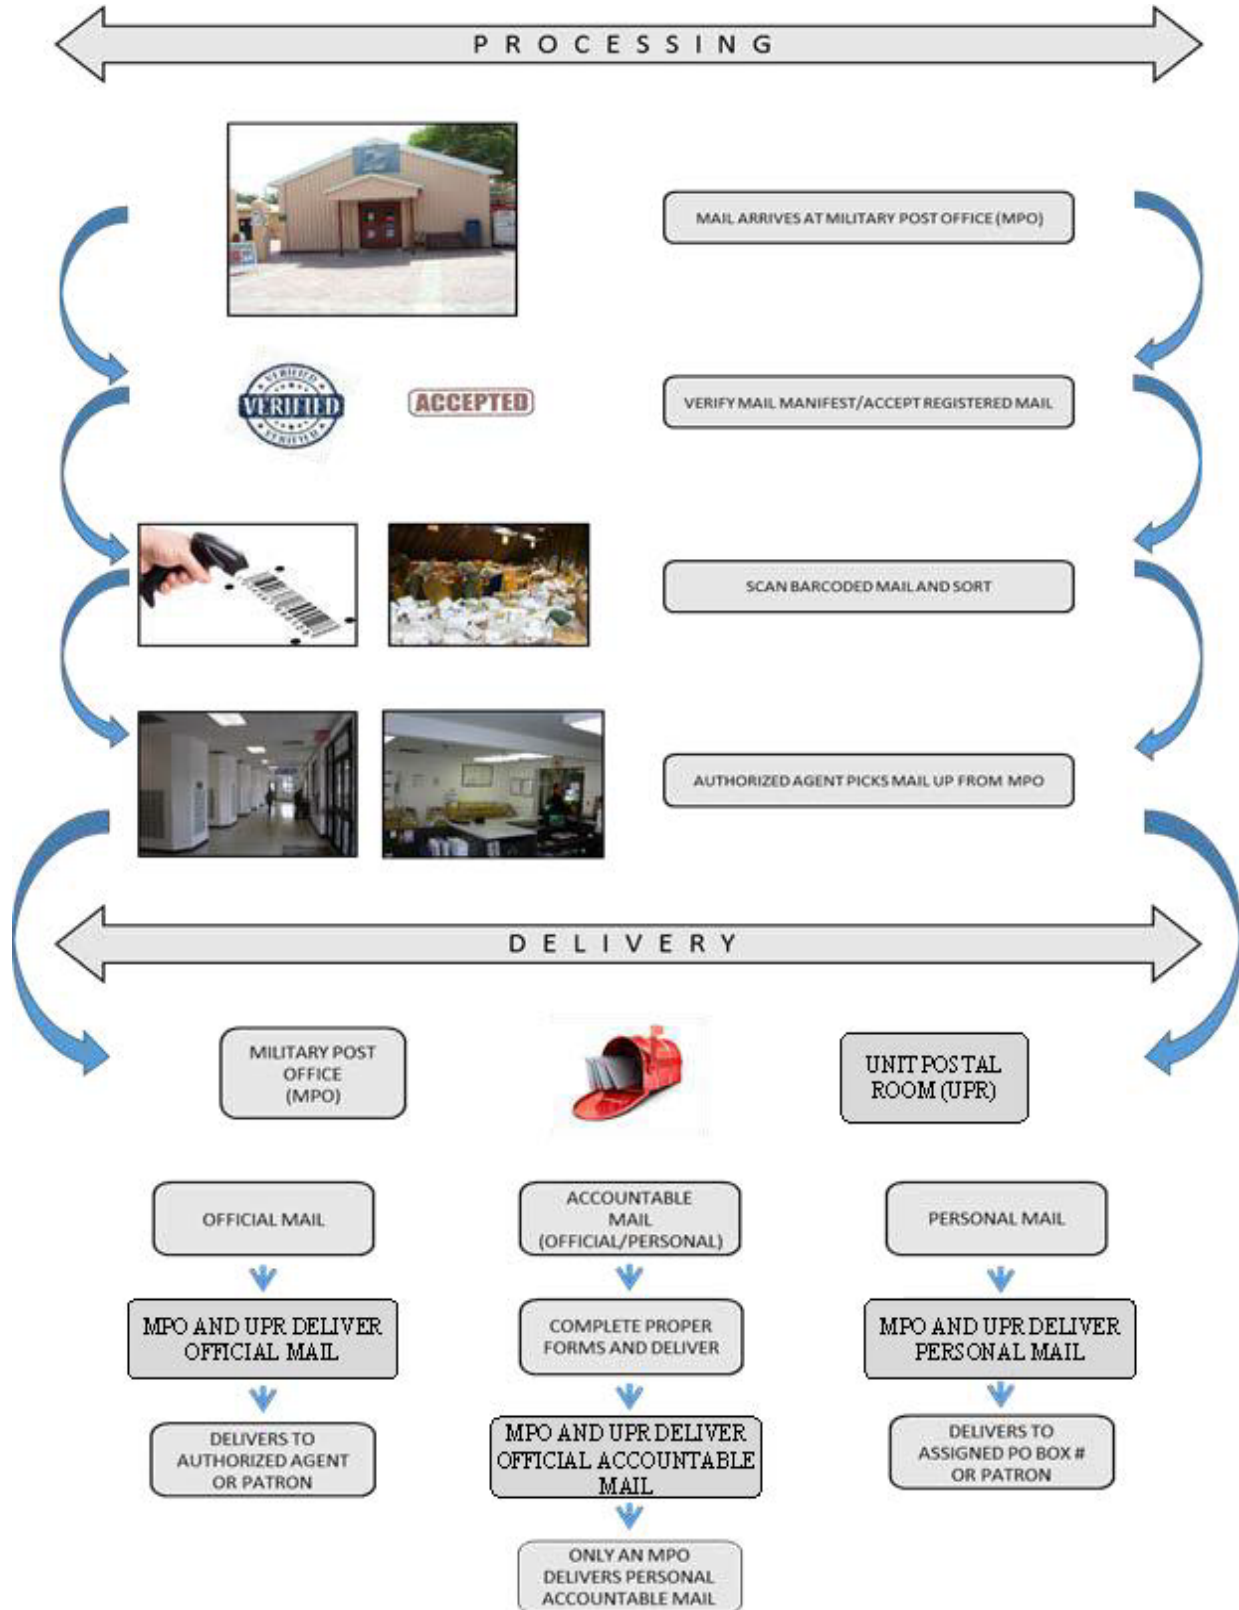 PROCESSING
MAIL ARRIVES AT MILITARY POST OFFICE (MPO)
VERIFIED
VERIFIED
VERIFIED
ACCEPTED
VERIFY MAIL MANIFEST/ACCEPT REGISTERED MAIL
SCAN BARCODED MAIL AND SORT
AUTHORIZED AGENT PICKS MAIL UP FROM MPO
DELIVERY
MILITARY POST
OFFICE
(MPO)
UNIT POSTAL
ROOM (UPR)
OFFICIAL MAIL
ACCOUNTABLE
MAIL
(OFFICIAL/PERSONAL)
PERSONAL MAIL
MPO AND UPR DELIVER
OFFICIAL MAIL
COMPLETE PROPER
FORMS AND DELIVER
MPO AND UPR DELIVER
PERSONAL MAIL
DELIVERS TO
AUTHORIZED AGENT
OR PATRON
MPO AND UPR DELIVER
OFFICIAL ACCOUNTABLE
MAIL
DELIVERS TO
ASSIGNED PO BOX #
OR PATRON
ONLY AN MPO
DELIVERS PERSONAL
ACCOUNTABLE MAIL